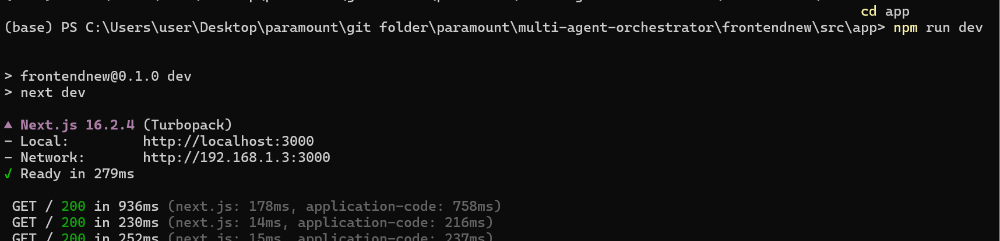 cd app
(base) PS C:\Users\user\Desktop\paramount\git folder\paramount\multi-agent-orchestrator\frontendnew\src\app> npm run dev
> frontendnew@0.1.0 dev
> next dev
▲ Next.js 16.2.4 (Turbopack)
- Local:         http://localhost:3000
- Network:       http://192.168.1.3:3000
✓ Ready in 279ms
GET / 200 in 936ms (next.js: 178ms, application-code: 758ms)
GET / 200 in 230ms (next.js: 14ms, application-code: 216ms)
GET / 200 in 252ms (next.js: 15ms, application-code: 237ms)